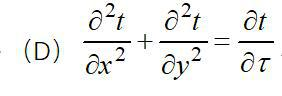 (D) ∂²t/∂x² + ∂²t/∂y² = ∂t/∂τ